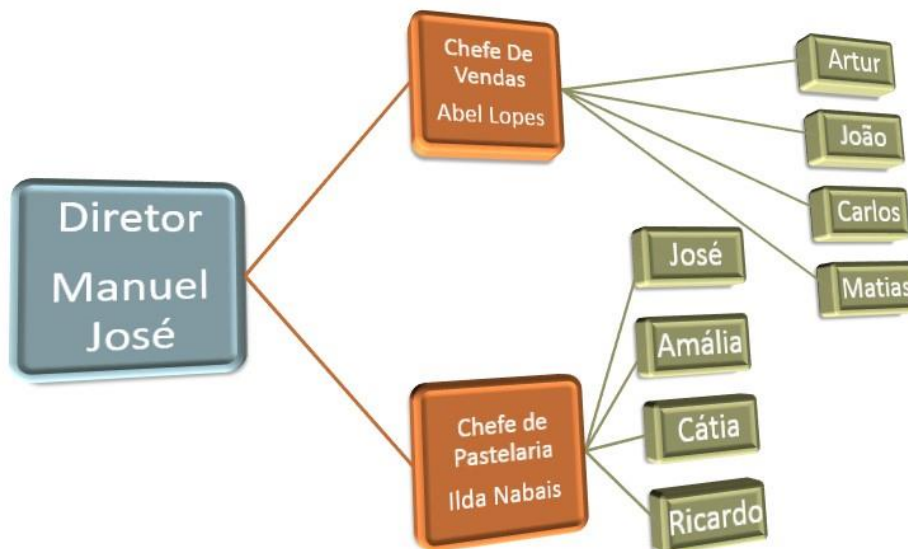 Diretor
Manuel
José
Chefe De
Vendas
Abel Lopes
Artur
João
Carlos
Matias
Chefe de
Pastelaria
Ilda Nabais
José
Amália
Cátia
Ricardo